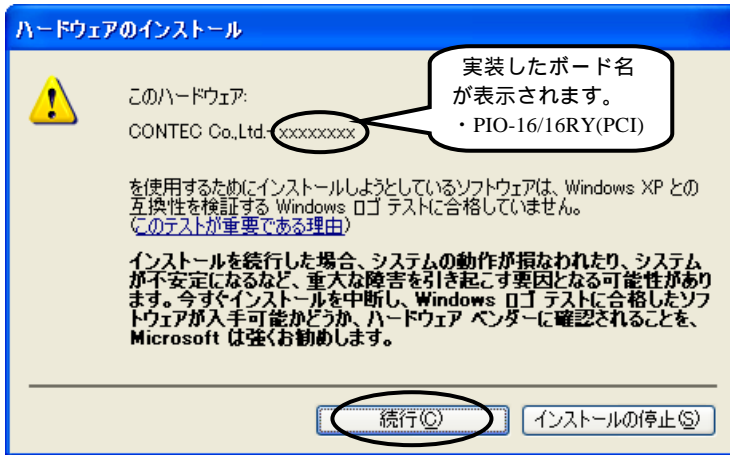 ハードウェアのインストール
実装したボード名
が表示されます。
・PIO-16/16RY(PCI)
このハードウェア:
CONTEC Co.,Ltd.- xxxxxxxx
を使用するためにインストールしようとしているソフトウェアは、Windows XP との
互換性を検証する Windows ロゴ テストに合格していません。
(このテストが重要である理由)
インストールを続行した場合、システムの動作が損なわれたり、システム
が不安定になるなど、重大な障害を引き起こす要因となる可能性があり
ます。今すぐインストールを中断し、Windows ロゴ テストに合格したソフ
トウェアが入手可能かどうか、ハードウェア ベンダーに確認されることを、
Microsoft は強くお勧めします。
続行(C)
インストールの停止(S)